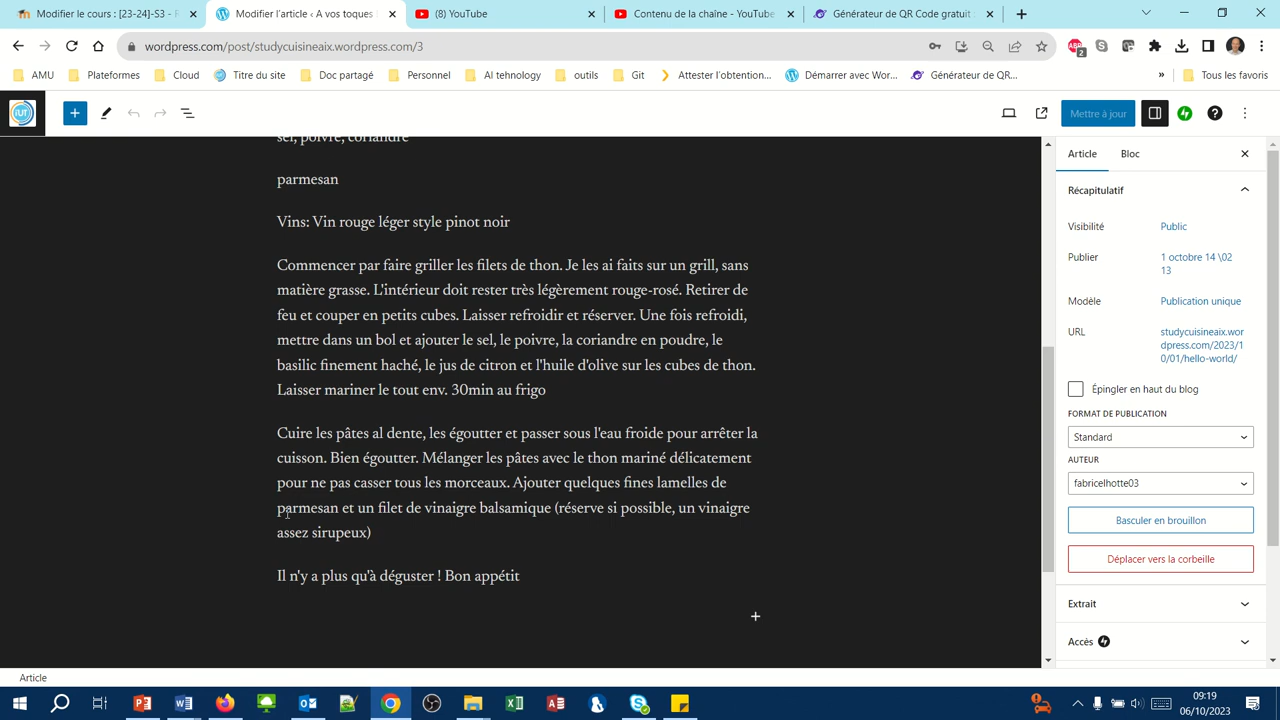 Modifier le cours : [23-24]-S3 - F
Modifier l'article « A vos toques
(8) YouTube
Contenu de la chaîne - YouTube
Générateur de QR Code gratuit :
wordpress.com/post/studycuisineaix.wordpress.com/3
2
AMU
Plateformes
Cloud
Titre du site
Doc partagé
Personnel
AI tehnology
outils
Git
Attester l'obtention...
Démarrer avec Wor...
Générateur de QR...
»
Tous les favoris
Mettre à jour
sel, poivre, coriandre
parmesan
Vins: Vin rouge léger style pinot noir
Commencer par faire griller les filets de thon. Je les ai faits sur un grill, sans
matière grasse. L'intérieur doit rester très légèrement rouge-rosé. Retirer de
feu et couper en petits cubes. Laisser refroidir et réserver. Une fois refroidi,
mettre dans un bol et ajouter le sel, le poivre, la coriandre en poudre, le
basilic finement haché, le jus de citron et l'huile d'olive sur les cubes de thon.
Laisser mariner le tout env. 30min au frigo
Cuire les pâtes al dente, les égoutter et passer sous l'eau froide pour arrêter la
cuisson. Bien égoutter. Mélanger les pâtes avec le thon mariné délicatement
pour ne pas casser tous les morceaux. Ajouter quelques fines lamelles de
parmesan et un filet de vinaigre balsamique (réserve si possible, un vinaigre
assez sirupeux)
Il n'y a plus qu'à déguster ! Bon appétit
Article
Bloc
Récapitulatif
Visibilité
Public
Publier
1 octobre 14 \02
13
Modèle
Publication unique
URL
studycuisineaix.wor
dpress.com/2023/1
0/01/hello-world/
Épingler en haut du blog
FORMAT DE PUBLICATION
Standard
AUTEUR
fabricelhotte03
Basculer en brouillon
Déplacer vers la corbeille
Extrait
Accès
Article
09:19
06/10/2023